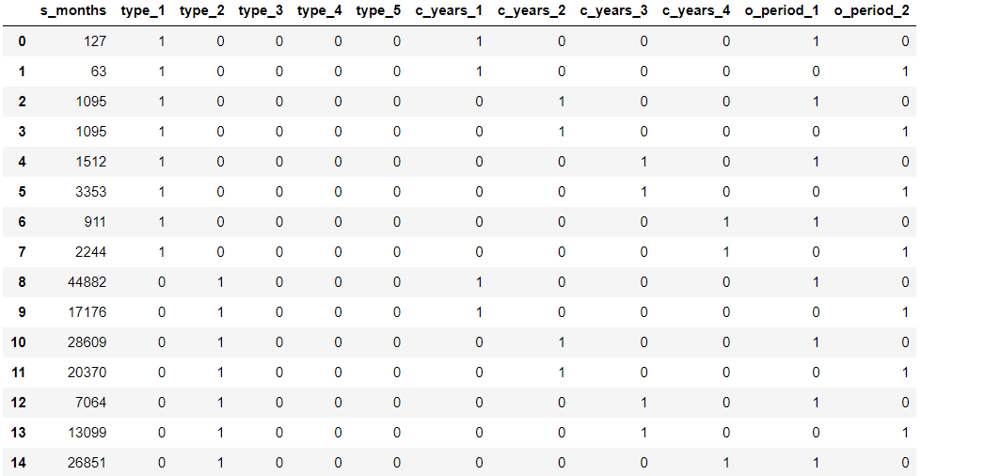 s_months type_1 type_2 type_3 type_4 type_5 c_years_1 c_years_2 c_years_3 c_years_4 o_period_1 o_period_2
0 127 1 0 0 0 0 1 0 0 0 1 0
1 63 1 0 0 0 0 1 0 0 0 0 1
2 1095 1 0 0 0 0 0 1 0 0 1 0
3 1095 1 0 0 0 0 0 1 0 0 0 1
4 1512 1 0 0 0 0 0 0 1 0 1 0
5 3353 1 0 0 0 0 0 0 1 0 0 1
6 911 1 0 0 0 0 0 0 0 1 1 0
7 2244 1 0 0 0 0 0 0 0 1 0 1
8 44882 0 1 0 0 0 1 0 0 0 1 0
9 17176 0 1 0 0 0 1 0 0 0 0 1
10 28609 0 1 0 0 0 0 1 0 0 1 0
11 20370 0 1 0 0 0 0 1 0 0 0 1
12 7064 0 1 0 0 0 0 0 1 0 1 0
13 13099 0 1 0 0 0 0 0 1 0 0 1
14 26851 0 1 0 0 0 0 0 0 1 1 0